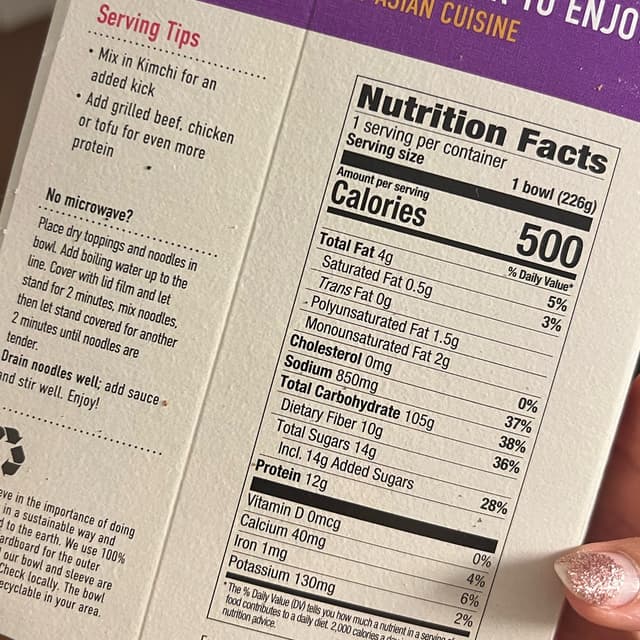 TO ENJO
ASIAN CUISINE
Serving Tips
• Mix in Kimchi for an
added kick
• Add grilled beef, chicken
or tofu for even more
protein
No microwave?
Place dry toppings and noodles in
bowl. Add boiling water up to the
line. Cover with lid film and let
stand for 2 minutes, mix noodles,
then let stand covered for another
2 minutes until noodles are
tender.
Drain noodles well; add sauce
and stir well. Enjoy!
eve in the importance of doing
in a sustainable way and
to the earth. We use 100%
ardboard for the outer
our bowl and sleeve are
Check locally. The bowl
ecyclable in your area.
Nutrition Facts
1 serving per container
Serving size 1 bowl (226g)
Amount per serving
Calories 500
% Daily Value*
Total Fat 4g 5%
Saturated Fat 0.5g 3%
Trans Fat 0g
Polyunsaturated Fat 1.5g
Monounsaturated Fat 2g
Cholesterol 0mg 0%
Sodium 850mg 37%
Total Carbohydrate 105g 38%
Dietary Fiber 10g 36%
Total Sugars 14g
Incl. 14g Added Sugars 28%
Protein 12g
Vitamin D 0mcg 0%
Calcium 40mg 4%
Iron 1mg 6%
Potassium 130mg 2%
*The % Daily Value (DV) tells you how much a nutrient in a serving of
food contributes to a daily diet. 2,000 calories a
nutrition advice.